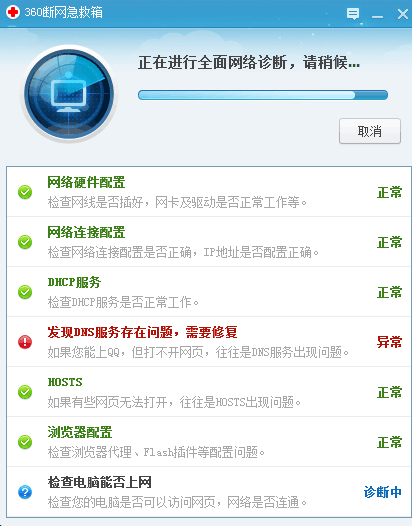 360断网急救箱
正在进行全面网络诊断，请稍候...
取消
网络硬件配置
检查网线是否插好，网卡及驱动是否正常工作等。
正常
网络连接配置
检查网络连接配置是否正确，IP地址是否配置正确。
正常
DHCP服务
检查DHCP服务是否正常工作。
正常
发现DNS服务存在问题，需要修复
如果您能上QQ，但打不开网页，往往是DNS服务出现问题。
异常
HOSTS
如果有些网页无法打开，往往是HOSTS出现问题。
正常
浏览器配置
检查浏览器代理、Flash插件等配置问题。
正常
检查电脑能否上网
检查您的电脑是否可以访问网页，网络是否连通。
诊断中